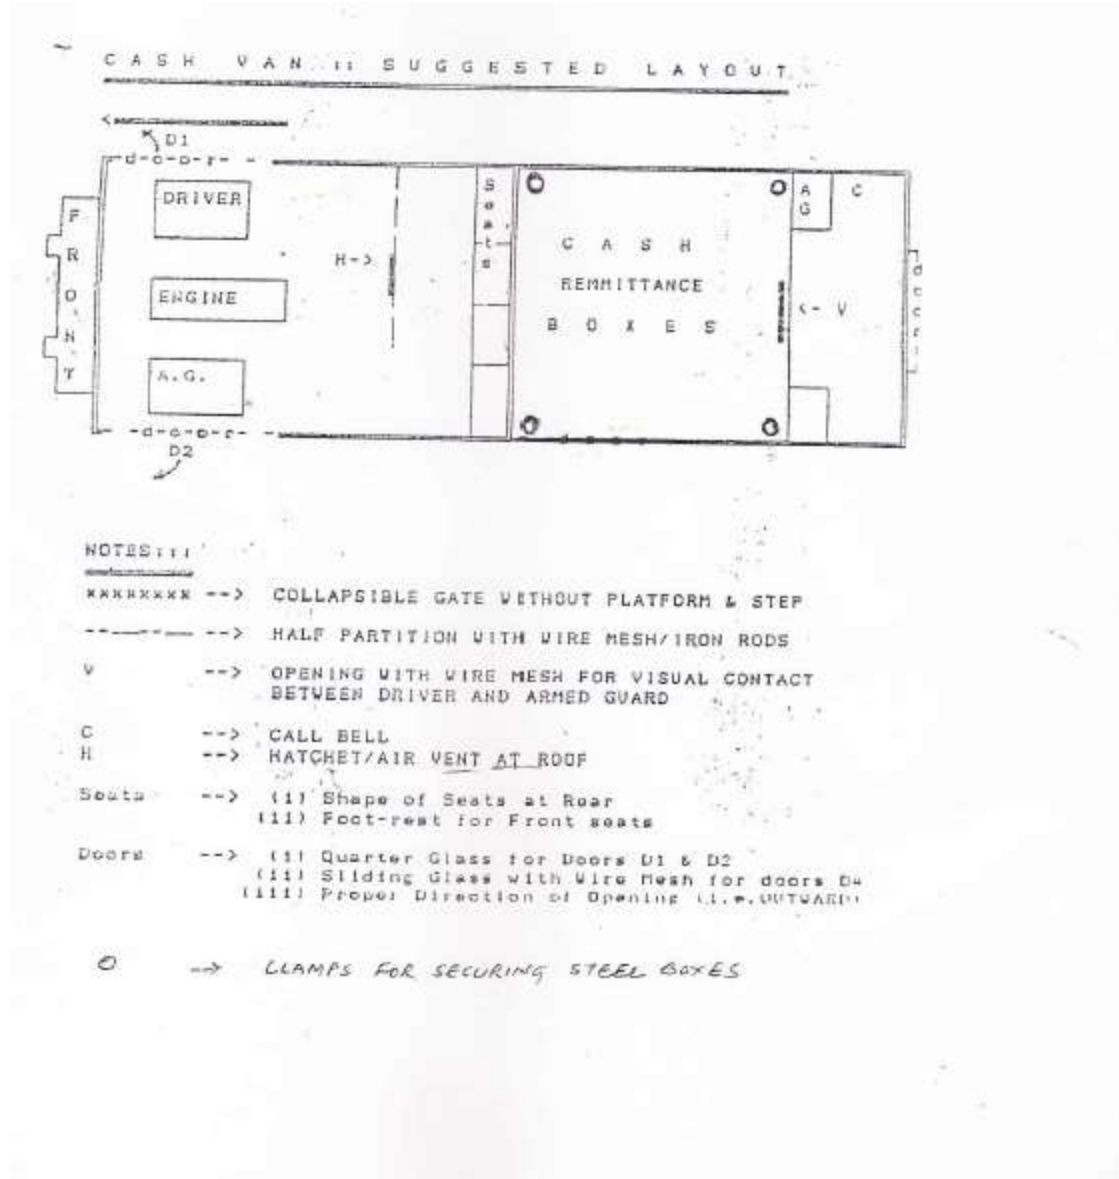 CASH VAN :: SUGGESTED LAYOUT
D1
-d-o-o-r- -
FRONT
DRIVER
ENGINE
A.G.
H->
Seats
CASH
REMMITTANCE
BOXES
AG
C
<- V
door
- -d-o-o-r- -
D2
NOTES:::
xxxxxxxx --> COLLAPSIBLE GATE WITHOUT PLATFORM & STEP
--> HALF PARTITION WITH WIRE MESH/IRON RODS
V --> OPENING WITH WIRE MESH FOR VISUAL CONTACT
BETWEEN DRIVER AND ARMED GUARD
C --> CALL BELL
H --> HATCHET/AIR VENT AT ROOF
Seats --> (i) Shape of Seats at Rear
(ii) Foot-rest for Front seats
Doors --> (i) Quarter Glass for Doors D1 & D2
(ii) Sliding Glass with Wire Mesh for doors D4
(iii) Proper Direction of Opening (i.e.OUTWARD)
O --> CLAMPS FOR SECURING STEEL BOXES